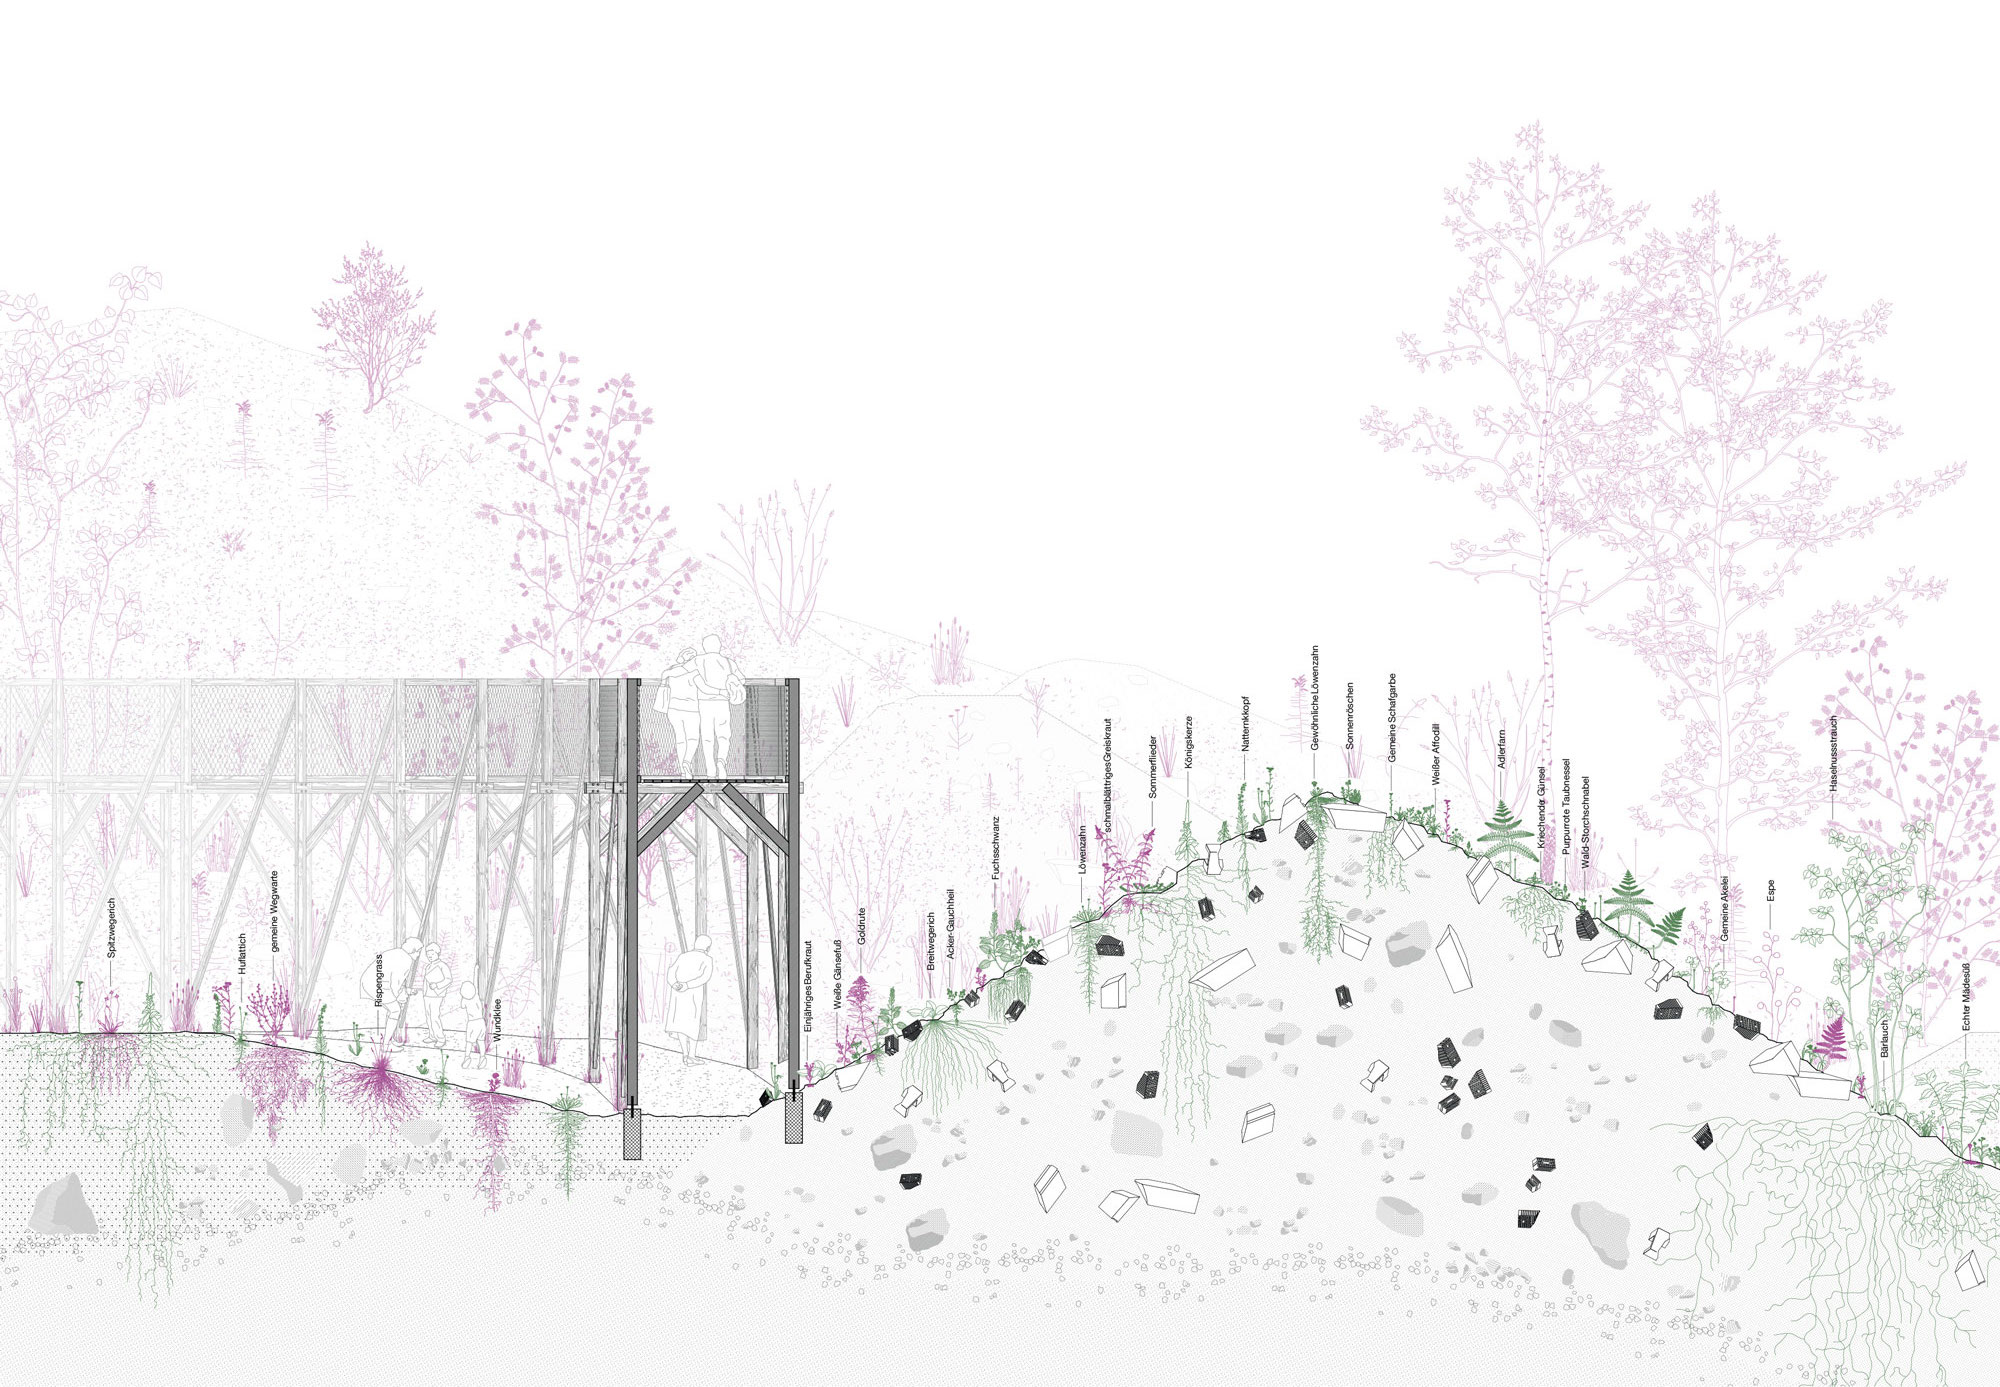 Spitzwegerich
Huflattich
gemeine Wegwarte
Rispengrass
Wundklee
Einjähriges Berufkraut
Weiße Gänsefuß
Goldrute
Breitwegerich
Acker-Gauchheil
Fuchsschwanz
Löwenzahn
schmalblättriges Greiskraut
Sommerflieder
Königskerze
Natternkkopf
Gewöhnliche Löwenzahn
Sonnenröschen
Gemeine Schafgarbe
Weißer Affodill
Adlerfarn
Kriechender Günsel
Purpurrote Taubnessel
Wald-Storchschnabel
Gemeine Akelei
Espe
Haselnussstrauch
Bärlauch
Echter Mädesüß